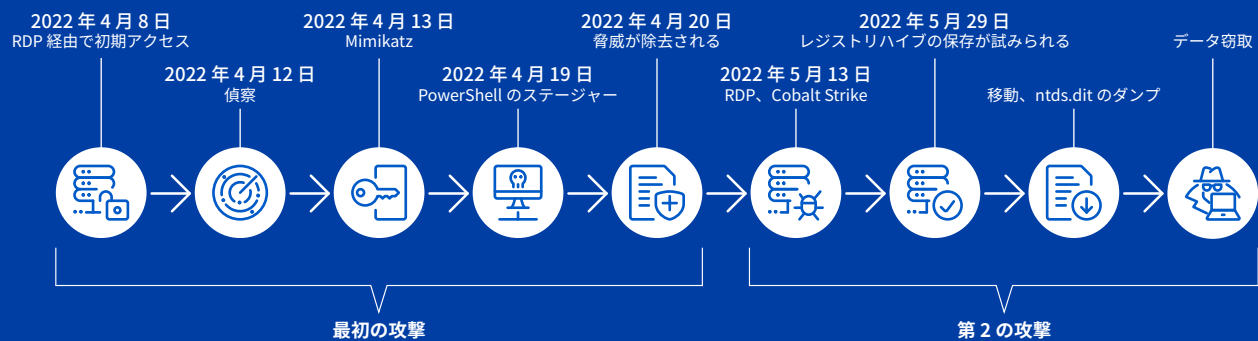 2022 年 4 月 8 日
RDP 経由で初期アクセス
2022 年 4 月 12 日
偵察
2022 年 4 月 13 日
Mimikatz
2022 年 4 月 19 日
PowerShell のステージャー
2022 年 4 月 20 日
脅威が除去される
2022 年 5 月 13 日
RDP、Cobalt Strike
2022 年 5 月 29 日
レジストリハイブの保存が試みられる
移動、ntds.dit のダンプ
データ窃取
最初の攻撃
第 2 の攻撃